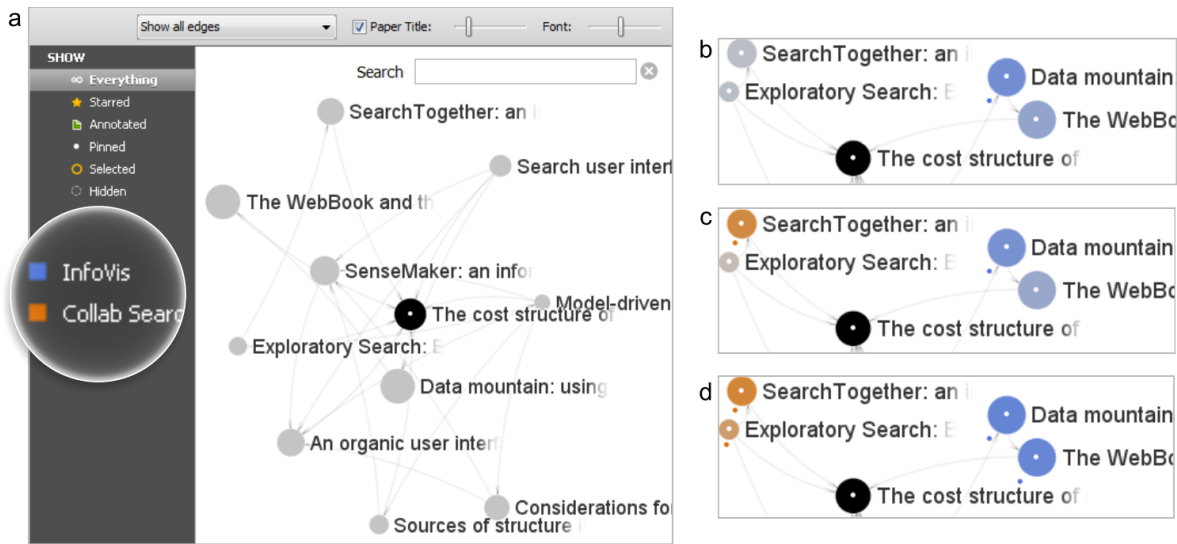 a
Show all edges
Paper Title:
Font:
SHOW
Everything
Starred
Annotated
Pinned
Selected
Hidden
InfoVis
Collab Searc
Search
SearchTogether: an i
Search user interf
The WebBook and th
SenseMaker: an infor
Model-driven
The cost structure of
Exploratory Search: E
Data mountain: using
An organic user interf
Considerations fo
Sources of structure i
b
SearchTogether: an i
Data mountain
Exploratory Search: E
The WebBo
The cost structure of
c
SearchTogether: an i
Data mountain
Exploratory Search: E
The WebBo
The cost structure of
d
SearchTogether: an i
Data mountain
Exploratory Search: E
The WebBo
The cost structure of